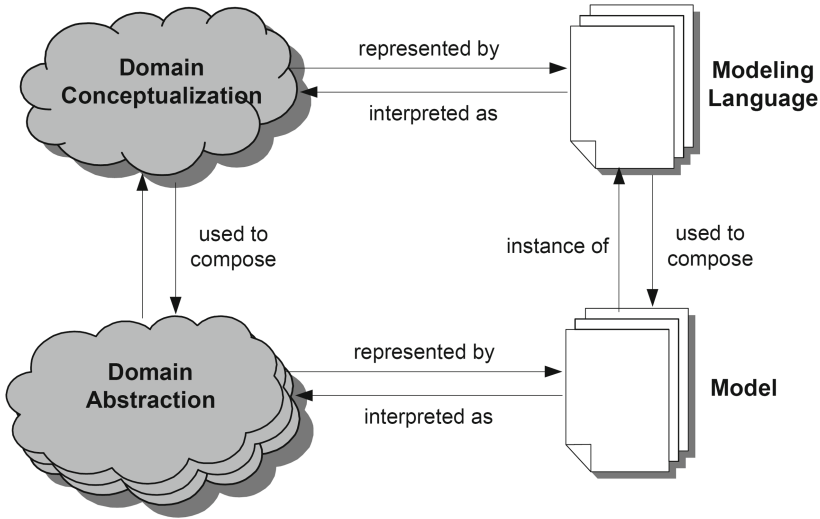 represented by
Domain
Conceptualization
Modeling
Language
interpreted as
used to
compose
instance of
used to
compose
represented by
Domain
Abstraction
Model
interpreted as